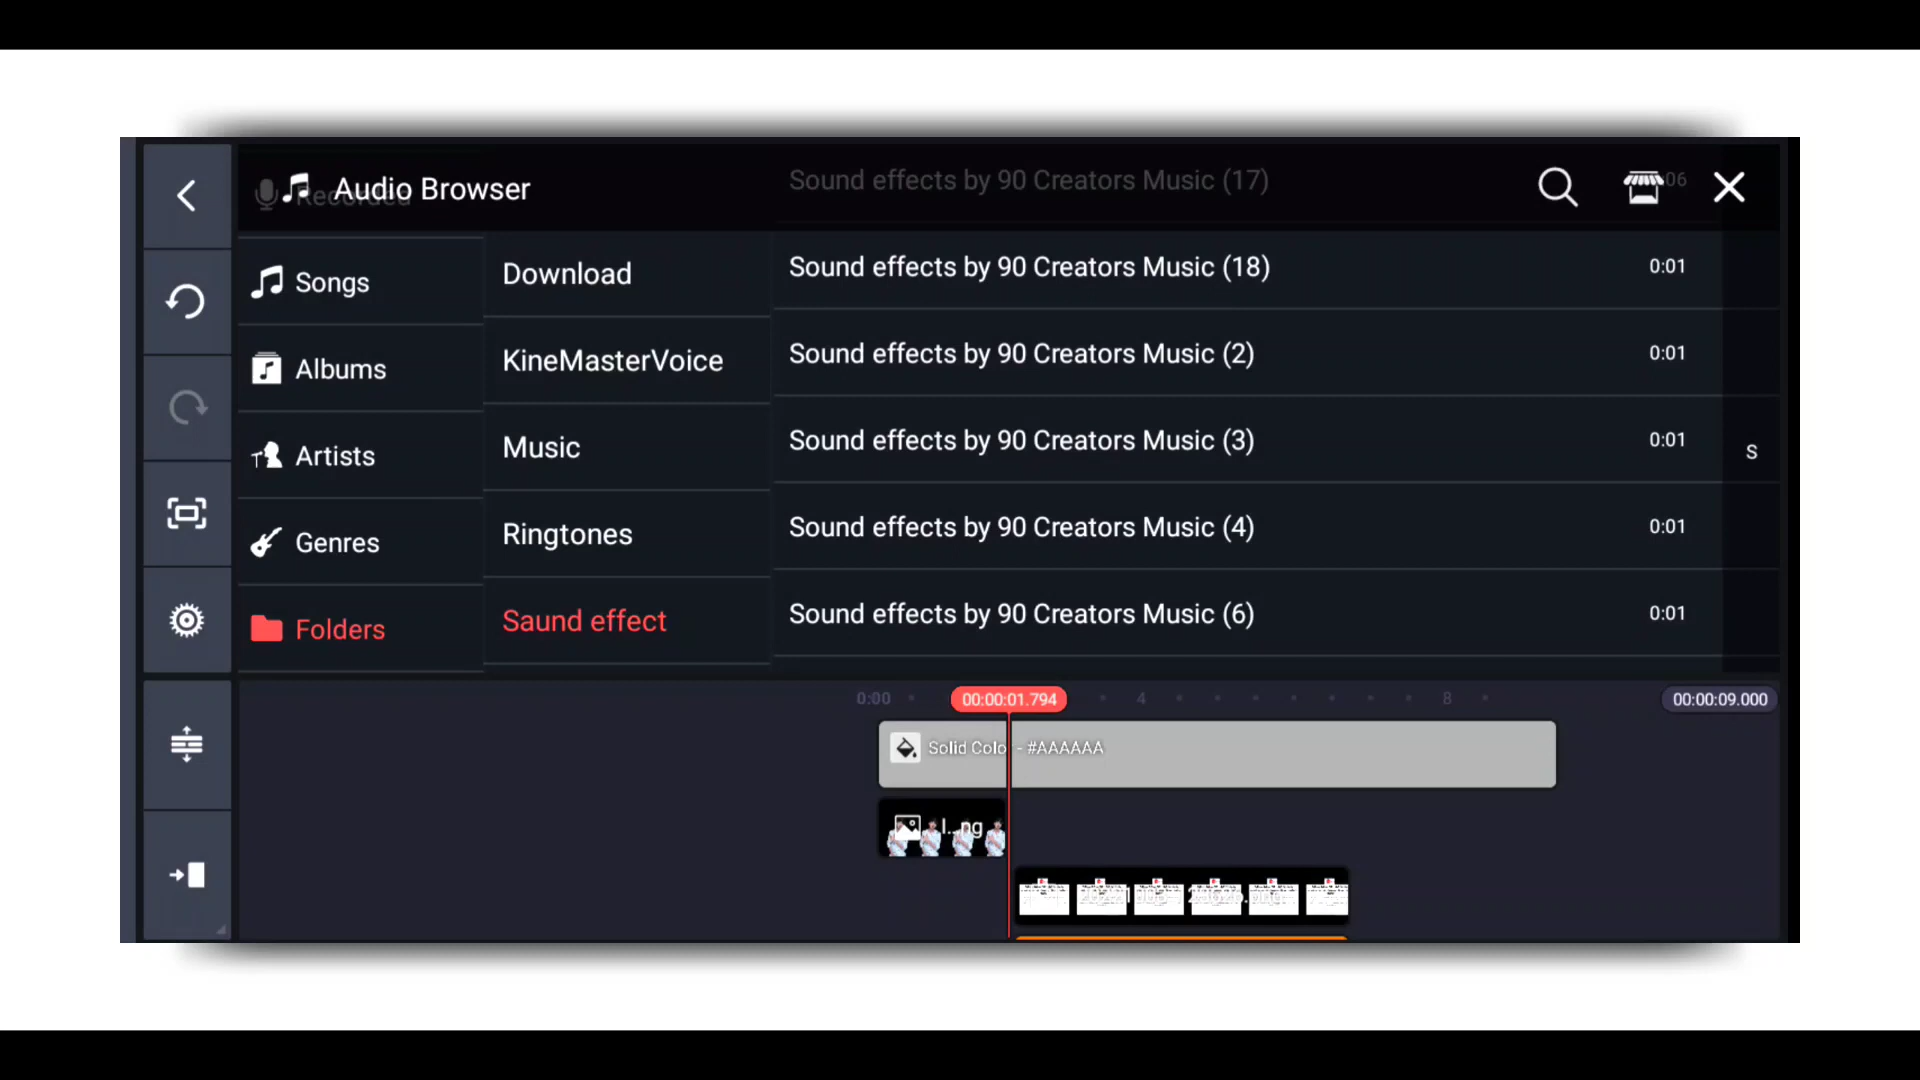 Recorded
Audio Browser
Sound effects by 90 Creators Music (17)
06
Songs
Download
Sound effects by 90 Creators Music (18)
0:01
Albums
KineMasterVoice
Sound effects by 90 Creators Music (2)
0:01
Artists
Music
Sound effects by 90 Creators Music (3)
0:01
S
Genres
Ringtones
Sound effects by 90 Creators Music (4)
0:01
Folders
Saund effect
Sound effects by 90 Creators Music (6)
0:01
0:00
00:00:01.794
4
8
00:00:09.000
Solid Colo - #AAAAAA
I...ng